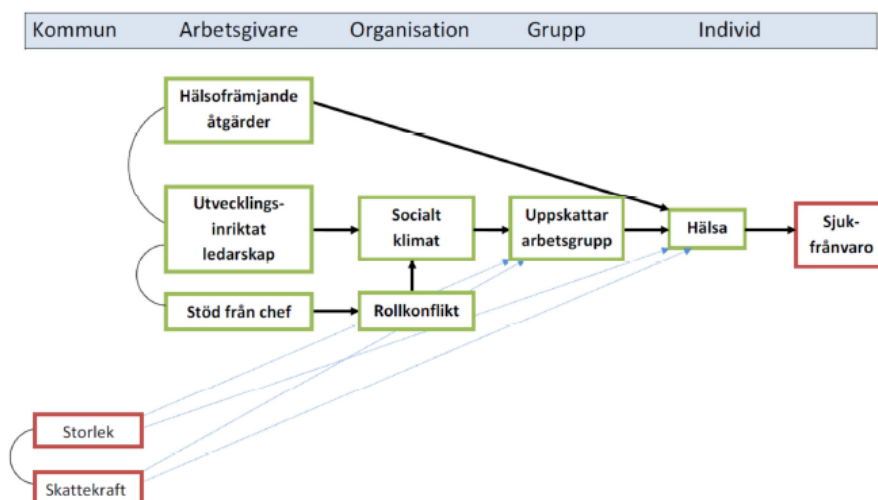 Kommun Arbetsgivare Organisation Grupp Individ
Hälsofrämjande
åtgärder
Utvecklings-
inriktat
ledarskap
Socialt
klimat
Uppskattar
arbetsgrupp
Hälsa
Sjuk-
frånvaro
Stöd från chef
Rollkonflikt
Storlek
Skattekraft